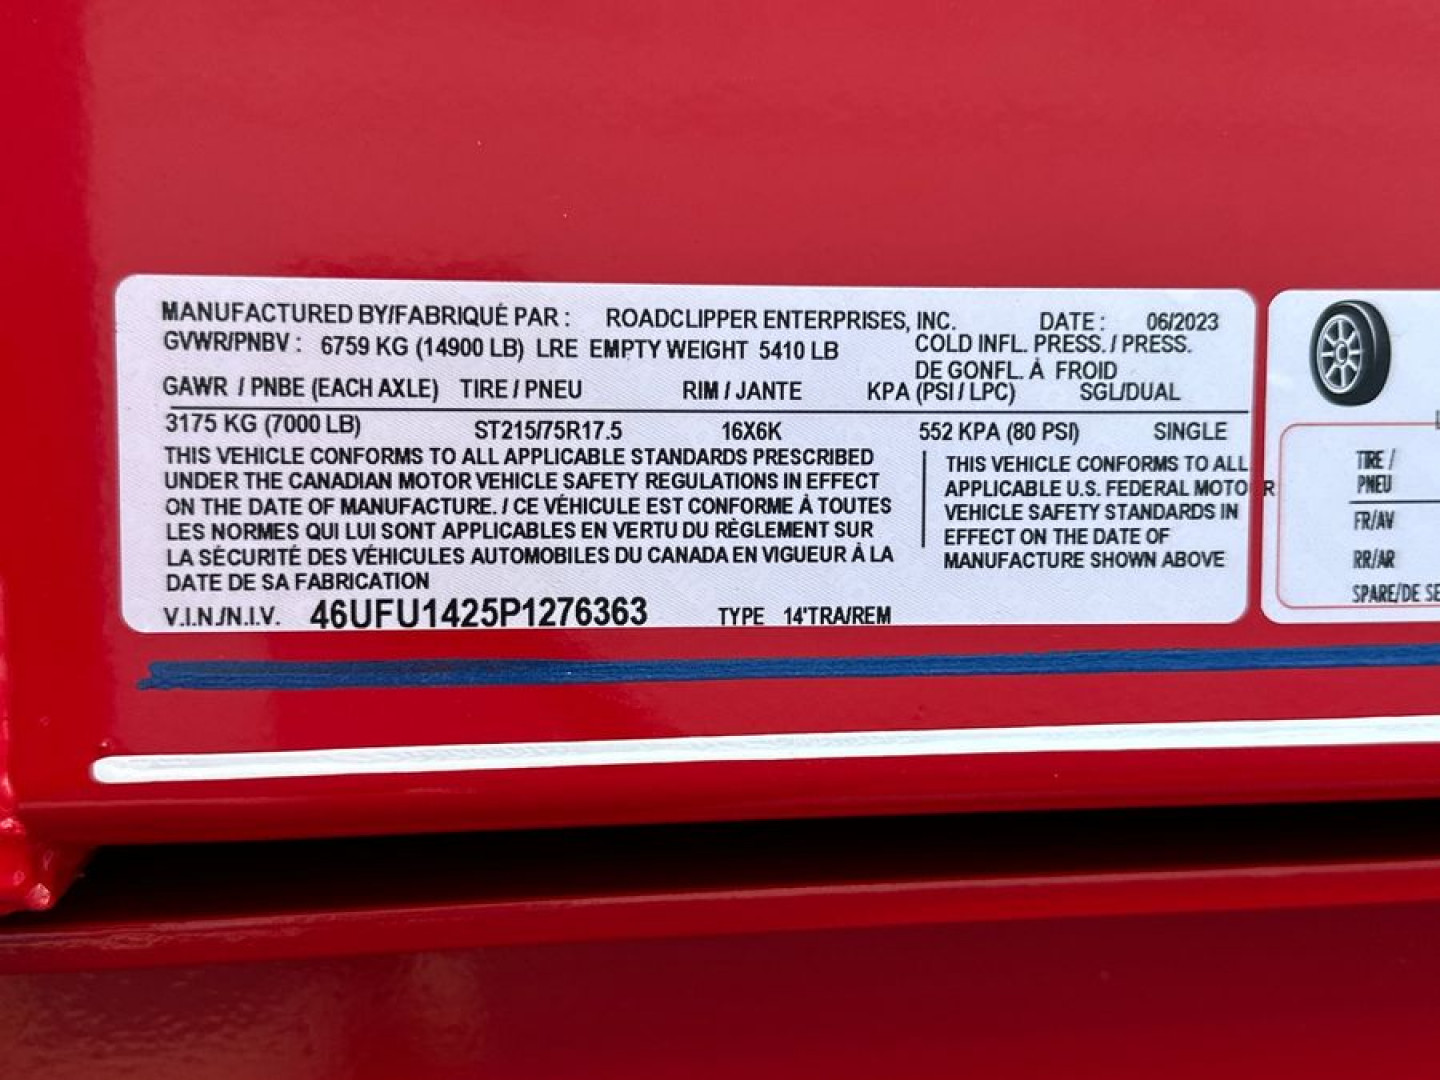 MANUFACTURED BY/FABRIQUÉ PAR : ROADCLIPPER ENTERPRISES, INC. DATE : 06/2023
GVWR/PNBV : 6759 KG (14900 LB) LRE EMPTY WEIGHT 5410 LB COLD INFL. PRESS. / PRESS.
DE GONFL. À FROID
GAWR / PNBE (EACH AXLE) TIRE / PNEU RIM / JANTE KPA (PSI / LPC) SGL/DUAL
3175 KG (7000 LB) ST215/75R17.5 16X6K 552 KPA (80 PSI) SINGLE
THIS VEHICLE CONFORMS TO ALL APPLICABLE STANDARDS PRESCRIBED
UNDER THE CANADIAN MOTOR VEHICLE SAFETY REGULATIONS IN EFFECT
ON THE DATE OF MANUFACTURE. / CE VÉHICULE EST CONFORME À TOUTES
LES NORMES QUI LUI SONT APPLICABLES EN VERTU DU RÈGLEMENT SUR
LA SÉCURITÉ DES VÉHICULES AUTOMOBILES DU CANADA EN VIGUEUR À LA
DATE DE SA FABRICATION
THIS VEHICLE CONFORMS TO ALL
APPLICABLE U.S. FEDERAL MOTOR
VEHICLE SAFETY STANDARDS IN
EFFECT ON THE DATE OF
MANUFACTURE SHOWN ABOVE
V.I.N./N.I.V. 46UFU1425P1276363 TYPE 14'TRA/REM
TIRE /
PNEU
FR/AV
RR/AR
SPARE/DE